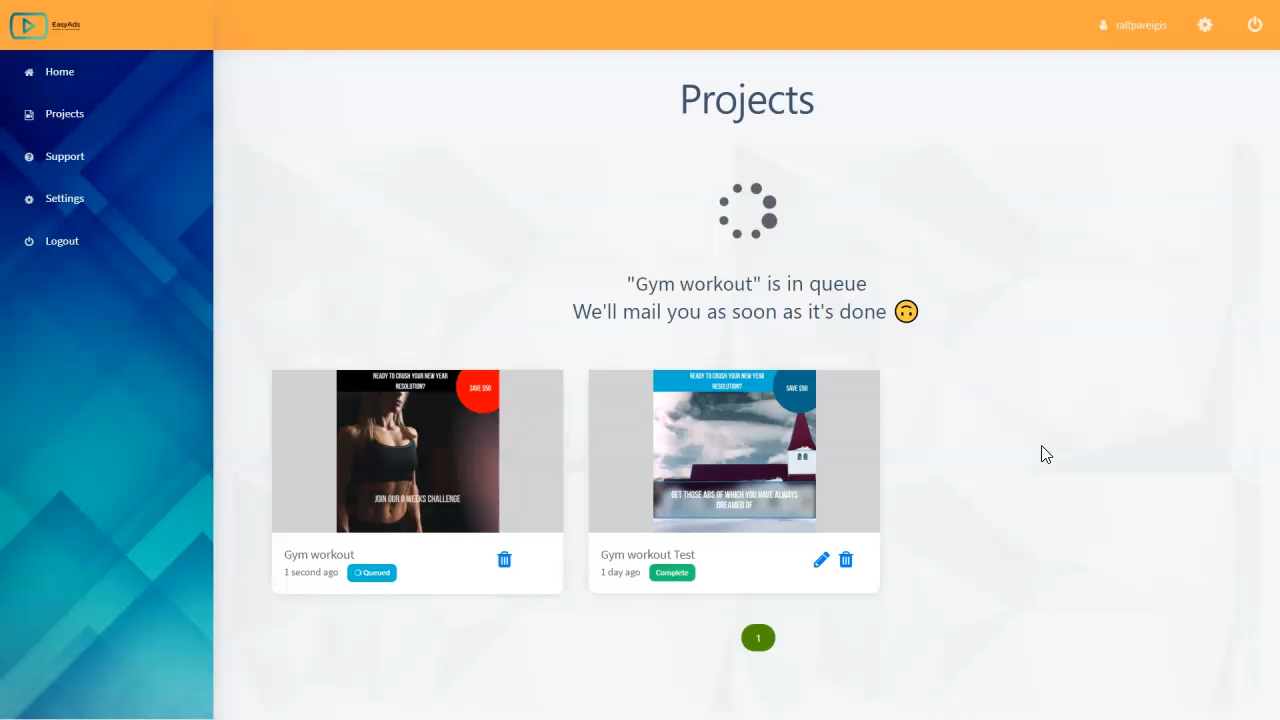 EasyAds
ralfpareigis
Home
Projects
Support
Settings
Logout
Projects
"Gym workout" is in queue
We'll mail you as soon as it's done 🙃
READY TO CRUSH YOUR NEW YEAR
RESOLUTION?
SAVE $50
JOIN OUR 8 WEEKS CHALLENGE
Gym workout
1 second ago
Queued
READY TO CRUSH YOUR NEW YEAR
RESOLUTION?
SAVE $50
GET THOSE ABS OF WHICH YOU HAVE ALWAYS
DREAMED OF
Gym workout Test
1 day ago
Complete
1